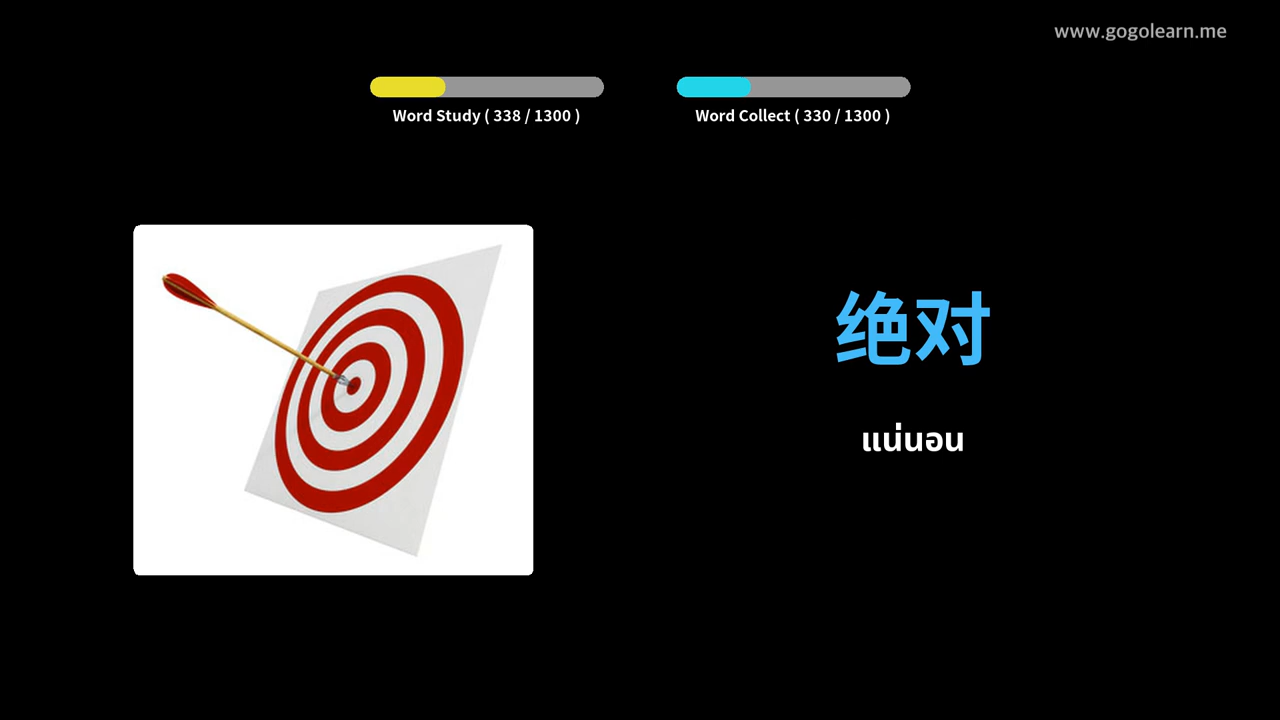 www.gogolearn.me
Word Study ( 338 / 1300 )
Word Collect ( 330 / 1300 )
绝对
แน่นอน